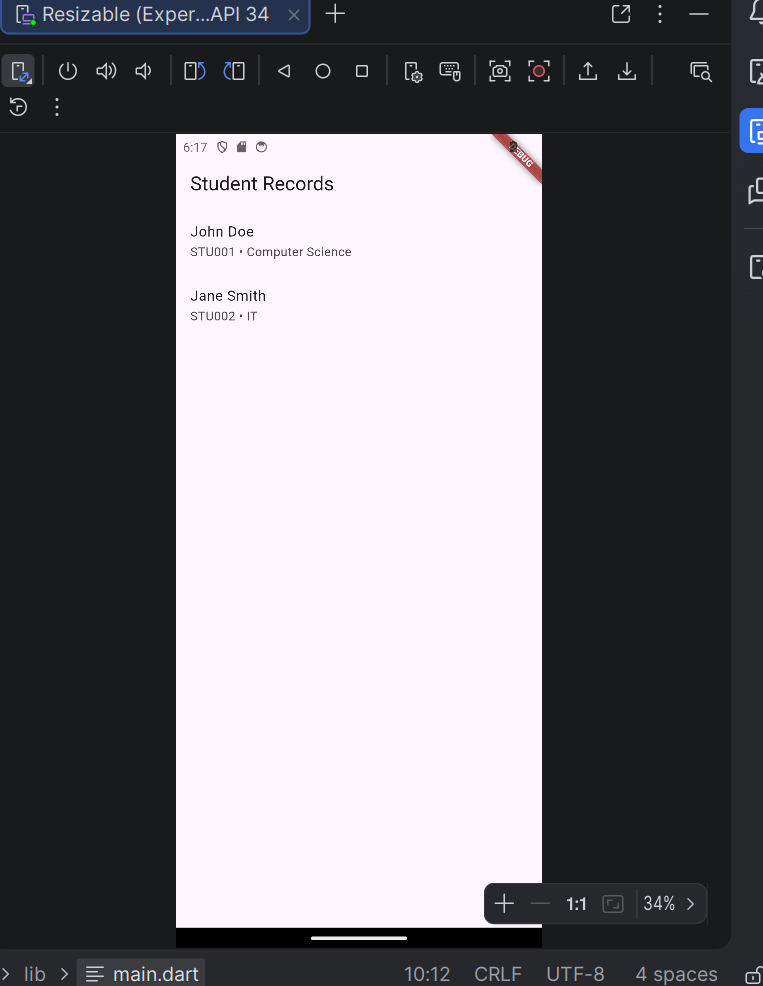 Resizable (Exper...API 34
6:17
DEBUG
Student Records
John Doe
STU001 • Computer Science
Jane Smith
STU002 • IT
1:1
34%
lib
main.dart
10:12 CRLF UTF-8 4 spaces